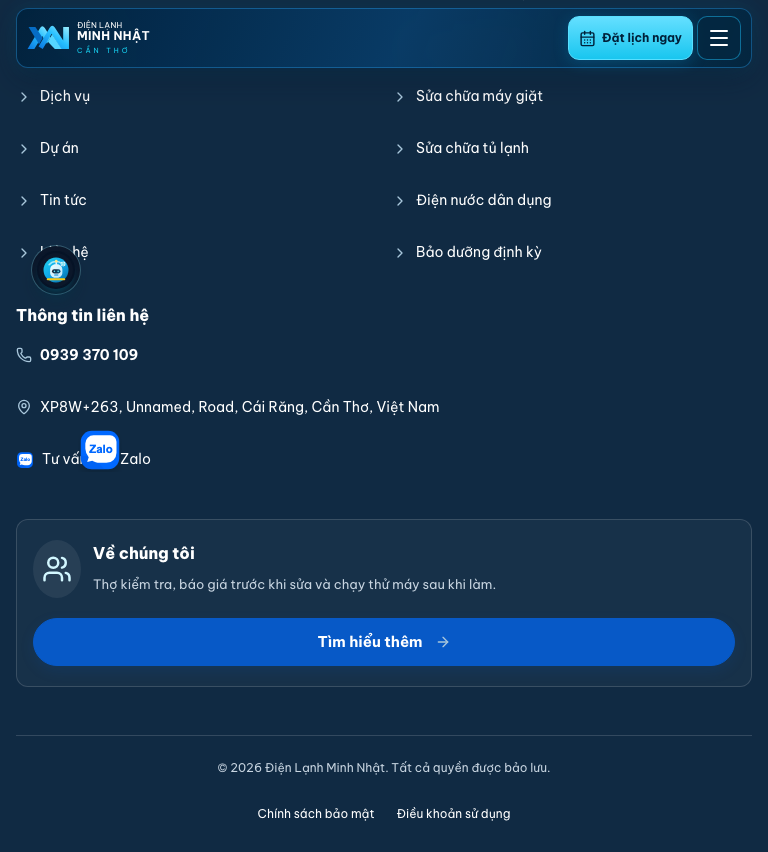 ĐIỆN LẠNH
MINH NHẬT
CẦN THƠ
Đặt lịch ngay
Dịch vụ
Sửa chữa máy giặt
Dự án
Sửa chữa tủ lạnh
Tin tức
Điện nước dân dụng
hệ
Bảo dưỡng định kỳ
Thông tin liên hệ
0939 370 109
XP8W+263, Unnamed, Road, Cái Răng, Cần Thơ, Việt Nam
Zalo
Tư vấn Zalo
Zalo
Về chúng tôi
Thợ kiểm tra, báo giá trước khi sửa và chạy thử máy sau khi làm.
Tìm hiểu thêm
© 2026 Điện Lạnh Minh Nhật. Tất cả quyền được bảo lưu.
Chính sách bảo mật
Điều khoản sử dụng